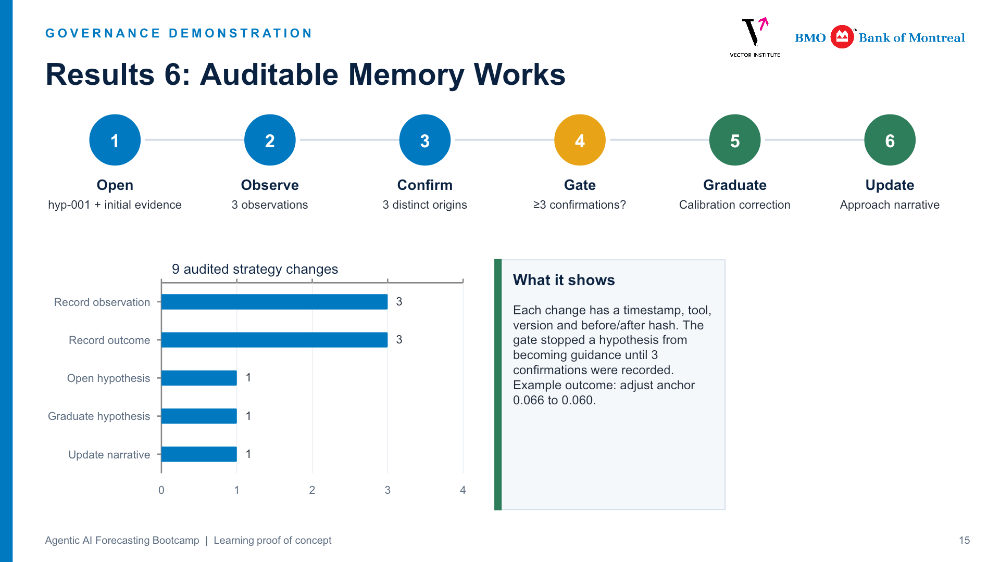 GOVERNANCE DEMONSTRATION
VECTOR INSTITUTE
BMO Bank of Montreal
Results 6: Auditable Memory Works
1 2 3 4 5 6
Open Observe Confirm Gate Graduate Update
hyp-001 + initial evidence 3 observations 3 distinct origins ≥3 confirmations? Calibration correction Approach narrative
9 audited strategy changes
Record observation 3
Record outcome 3
Open hypothesis 1
Graduate hypothesis 1
Update narrative 1
0 1 2 3 4
What it shows
Each change has a timestamp, tool,
version and before/after hash. The
gate stopped a hypothesis from
becoming guidance until 3
confirmations were recorded.
Example outcome: adjust anchor
0.066 to 0.060.
Agentic AI Forecasting Bootcamp | Learning proof of concept
15